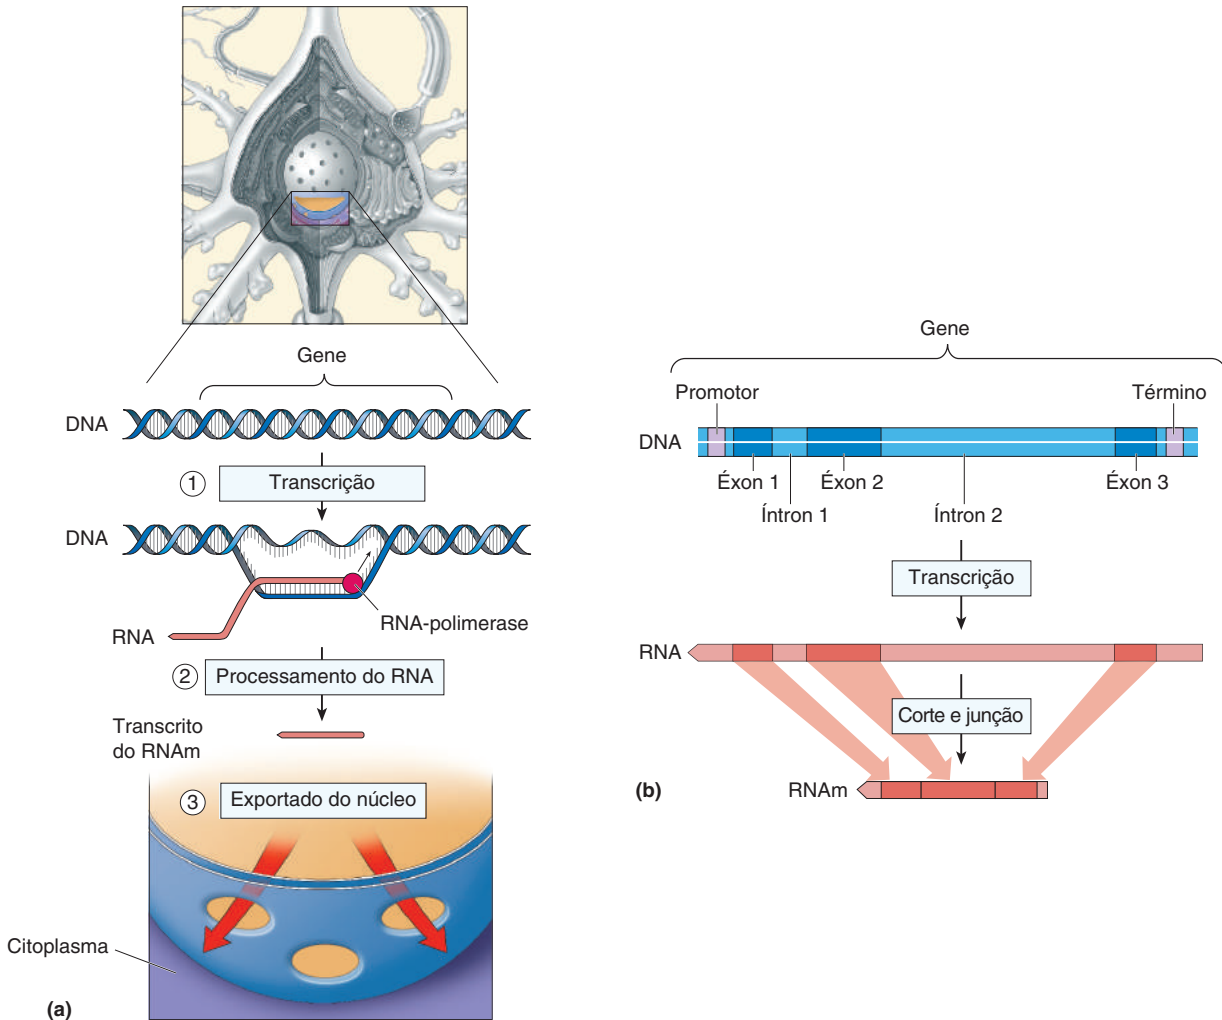 Gene
DNA
1
Transcrição
DNA
RNA-polimerase
RNA
2
Processamento do RNA
Transcrito
do RNAm
3
Exportado do núcleo
Citoplasma
(a)
Gene
Promotor
Término
DNA
Éxon 1
Éxon 2
Éxon 3
Íntron 1
Íntron 2
Transcrição
RNA
Corte e junção
RNAm
(b)